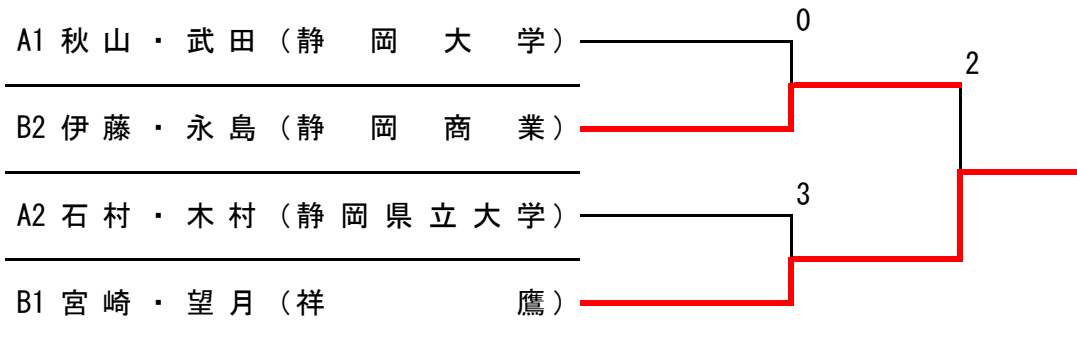 0
A1 秋山・武田(静岡大学)
2
B2 伊藤・永島(静岡商業)
3
A2 石村・木村(静岡県立大学)
B1 宮崎・望月(祥鷹)